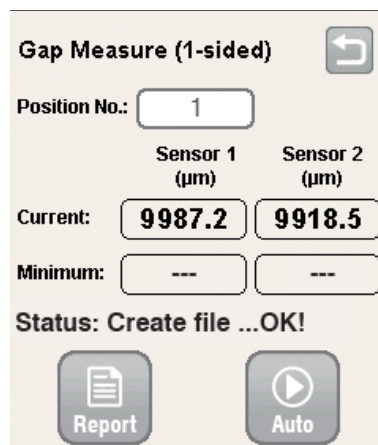 Gap Measure (1-sided)
Position No.: 1
Sensor 1 Sensor 2
(µm) (µm)
Current: 9987.2 9918.5
Minimum: --- ---
Status: Create file ...OK!
Report Auto